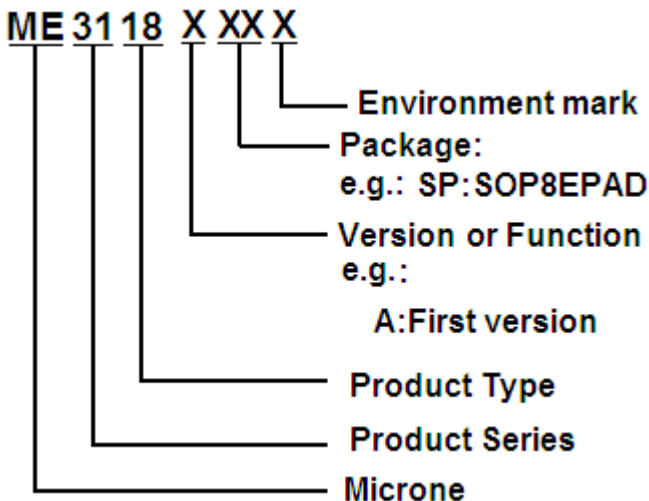 ME 31 18 X XX X
Environment mark
Package:
e.g.: SP:SOP8EPAD
Version or Function
e.g.:
A:First version
Product Type
Product Series
Microne